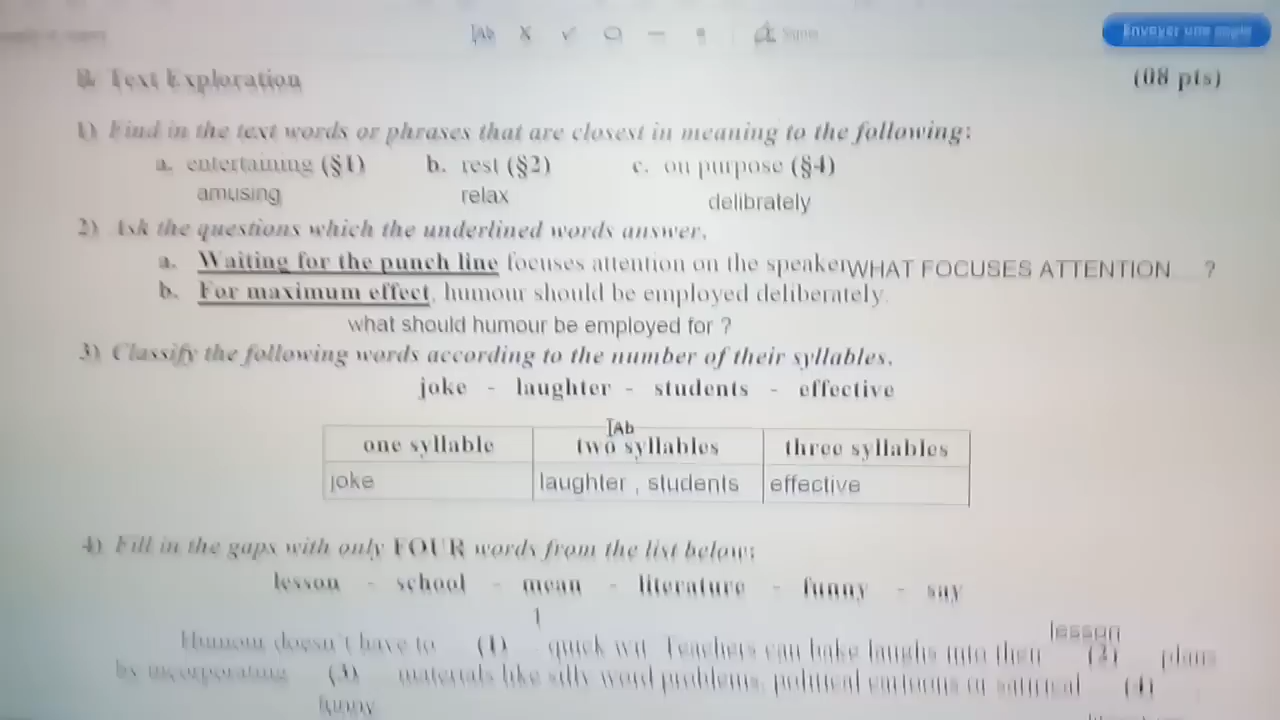 Ab Signer Envoyer une
B. Text Exploration (08 pts)
1) Find in the text words or phrases that are closest in meaning to the following:
a. entertaining (§1) b. rest (§2) c. on purpose (§4)
amusing relax delibrately
2) Ask the questions which the underlined words answer.
a. Waiting for the punch line focuses attention on the speaker WHAT FOCUSES ATTENTION ?
b. For maximum effect, humour should be employed deliberately.
what should humour be employed for ?
3) Classify the following words according to the number of their syllables.
joke - laughter - students - effective
Ab
one syllable two syllables three syllables
joke laughter , students effective
4) Fill in the gaps with only FOUR words from the list below:
lesson - school - mean - literature - funny - say
1 lesson
Humour doesn't have to (1) quick wit. Teachers can bake laughs into their (2) plans
by incorporating (3) materials like silly word problems, political cartoons or satirical (4)
funny